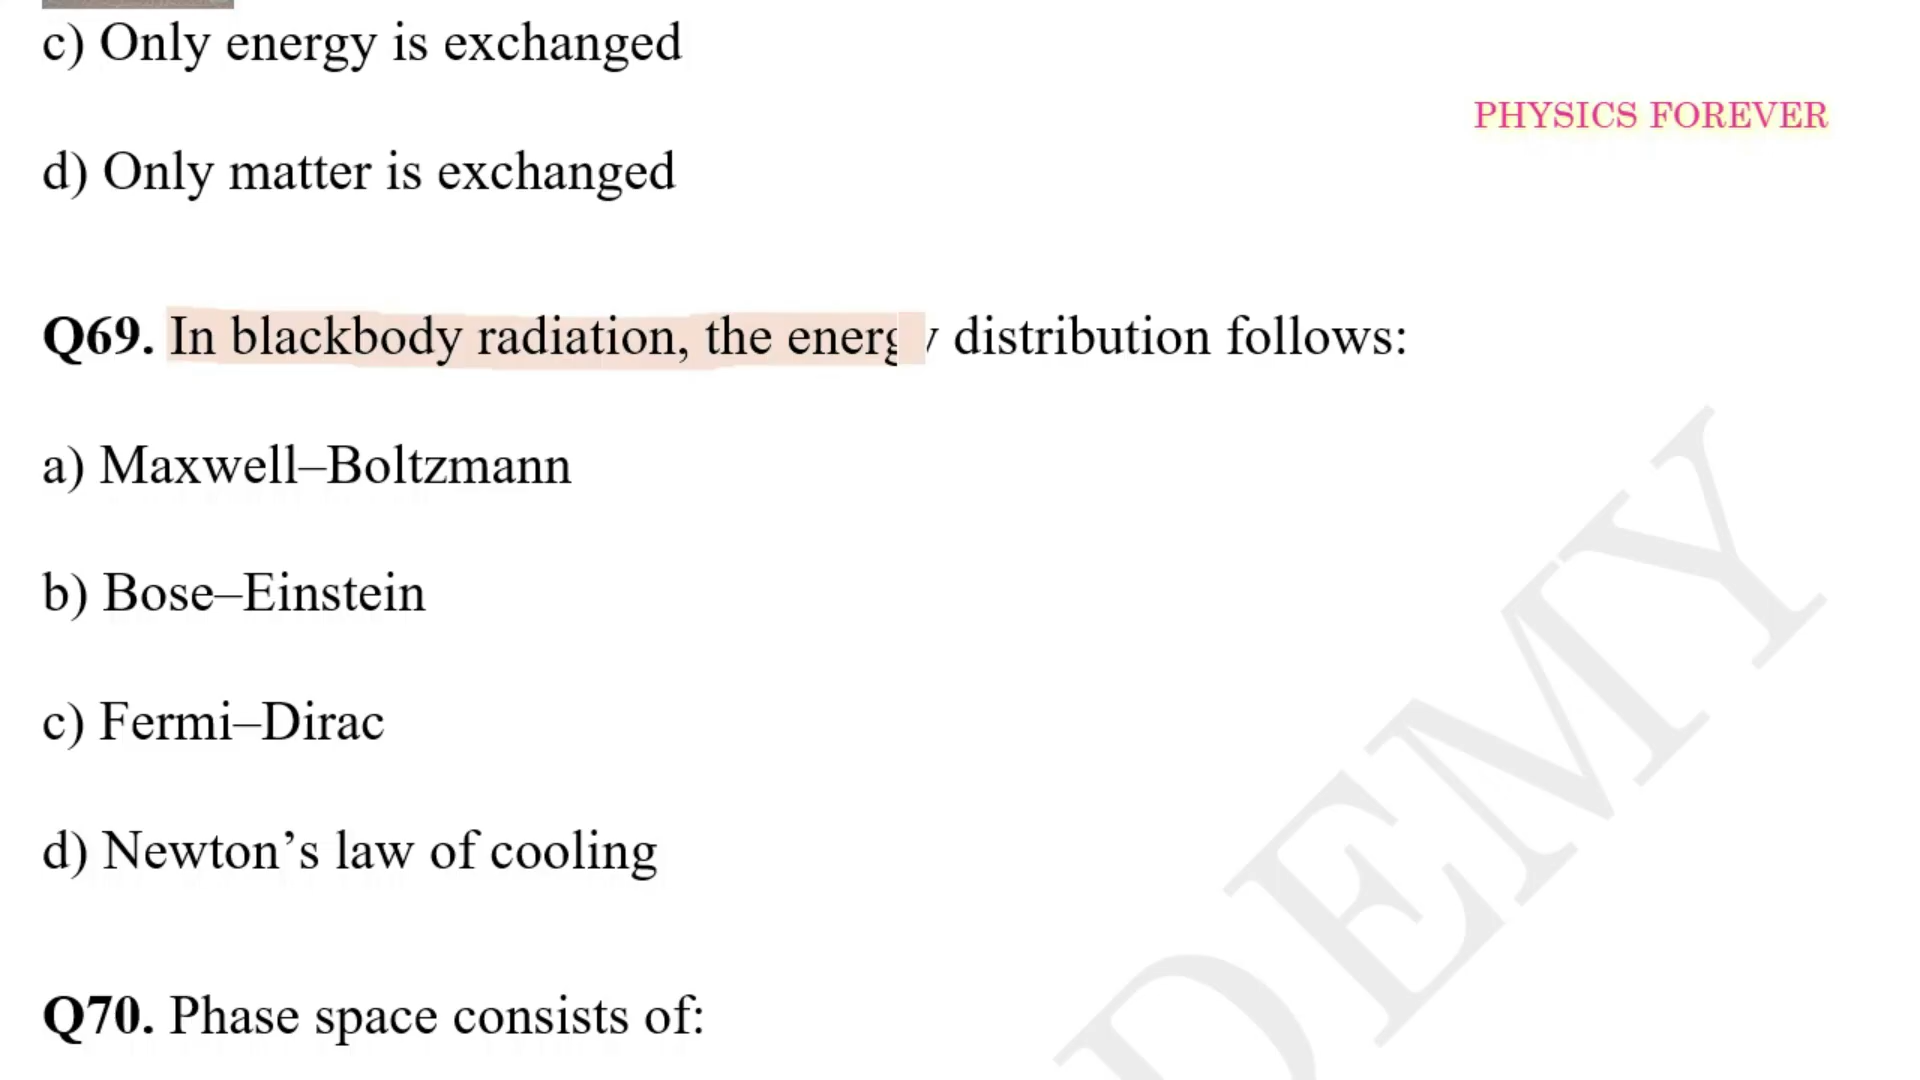 c) Only energy is exchanged
PHYSICS FOREVER
d) Only matter is exchanged
Q69. In blackbody radiation, the energy distribution follows:
a) Maxwell–Boltzmann
b) Bose–Einstein
c) Fermi–Dirac
d) Newton’s law of cooling
Q70. Phase space consists of:
DEMY